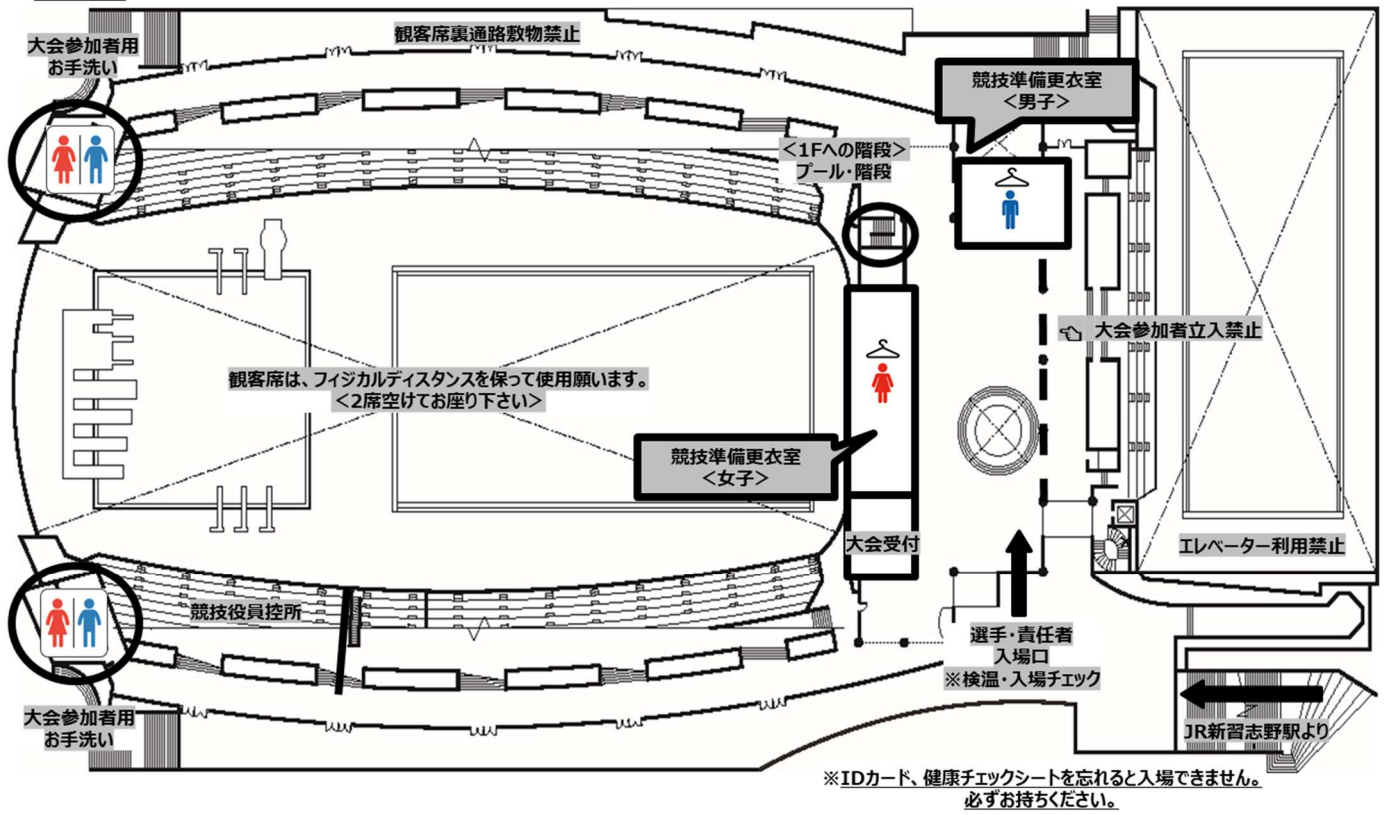 大会参加者用
お手洗い
観客席裏通路敷物禁止
競技準備更衣室
<男子>
<1Fへの階段>
プール・階段
大会参加者立入禁止
観客席は、フィジカルディスタンスを保って使用願います。
<2席空けてお座り下さい>
競技準備更衣室
<女子>
大会受付
エレベーター利用禁止
競技役員控所
選手・責任者
入場口
※検温・入場チェック
大会参加者用
お手洗い
JR新習志野駅より
※IDカード、健康チェックシートを忘れると入場できません。
必ずお持ちください。